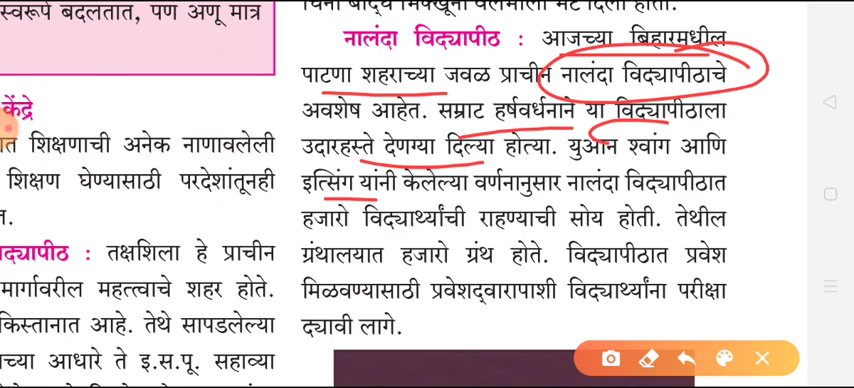 स्वरूपे बदलतात, पण अणू मात्र
केंद्रे
त शिक्षणाची अनेक नाणावलेली
शिक्षण घेण्यासाठी परदेशांतूनही
त.
द्यापीठ : तक्षशिला हे प्राचीन
मार्गावरील महत्त्वाचे शहर होते.
किस्तानात आहे. तेथे सापडलेल्या
च्या आधारे ते इ.स.पू. सहाव्या
नालंदा विद्यापीठ : आजच्या बिहारमधील
पाटणा शहराच्या जवळ प्राचीन नालंदा विद्यापीठाचे
अवशेष आहेत. सम्राट हर्षवर्धनाने या विद्यापीठाला
उदारहस्ते देणग्या दिल्या होत्या. युआन श्वांग आणि
इत्सिंग यांनी केलेल्या वर्णनानुसार नालंदा विद्यापीठात
हजारो विद्यार्थ्यांची राहण्याची सोय होती. तेथील
ग्रंथालयात हजारो ग्रंथ होते. विद्यापीठात प्रवेश
मिळवण्यासाठी प्रवेशद्वारापाशी विद्यार्थ्यांना परीक्षा
द्यावी लागे.